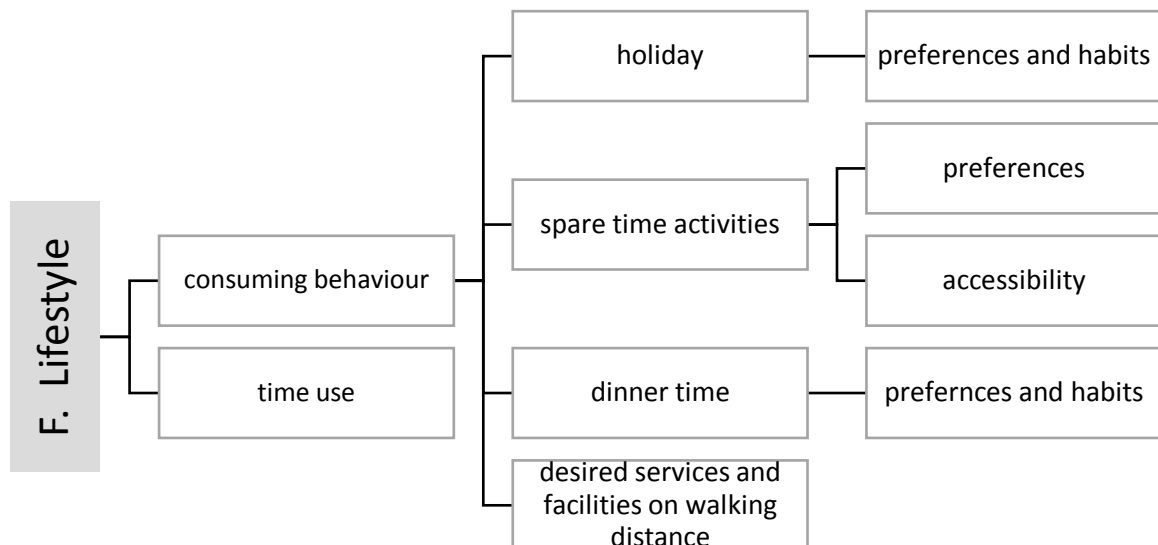 F. Lifestyle
consuming behaviour
time use
holiday
spare time activities
dinner time
desired services and
facilities on walking
distance
preferences and habits
preferences
accessibility
prefernces and habits